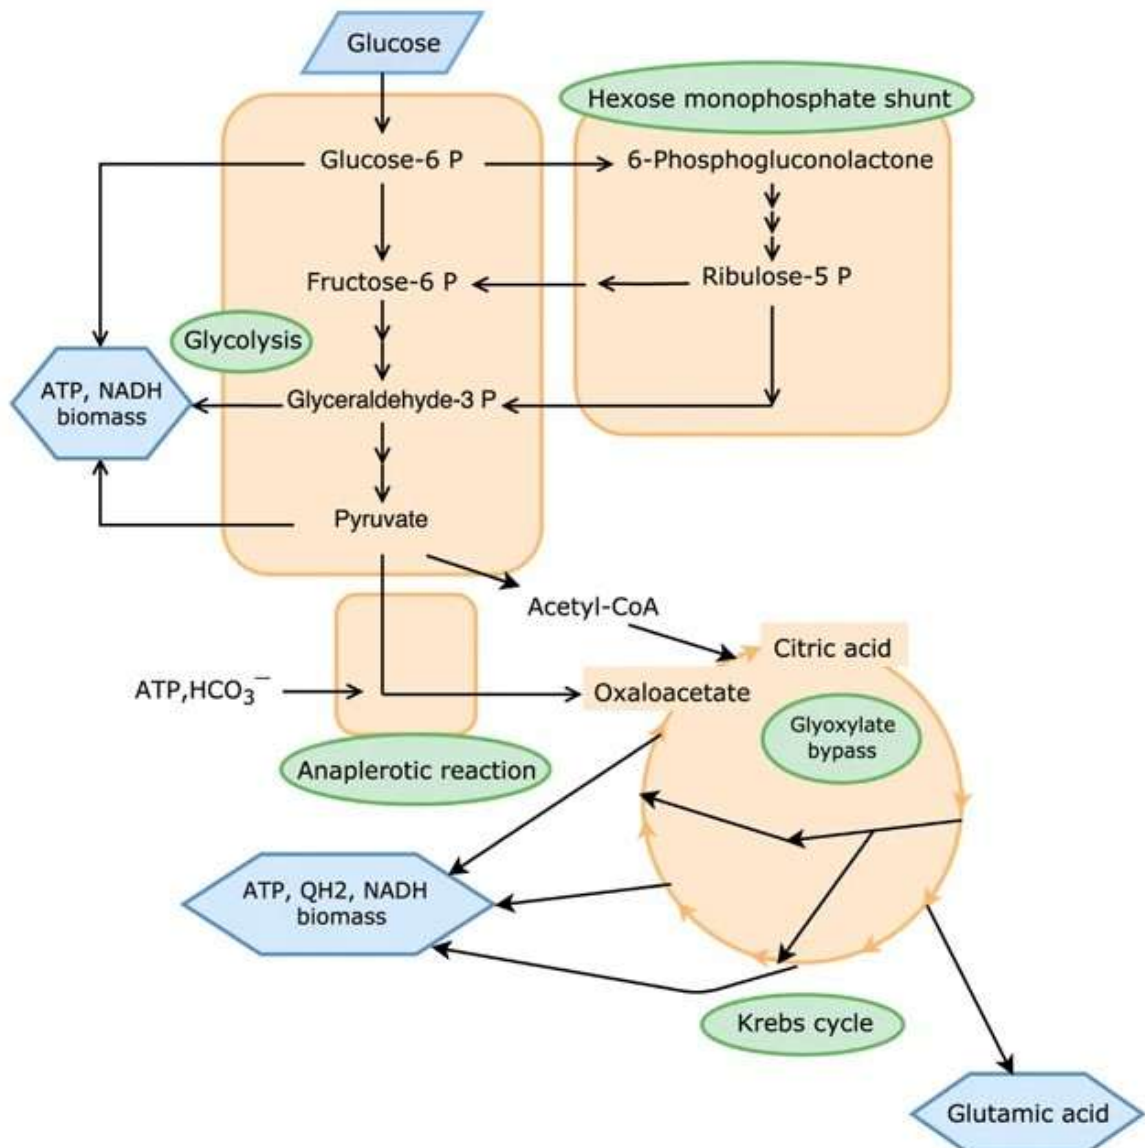 Glucose
Hexose monophosphate shunt
Glucose-6 P
6-Phosphogluconolactone
Fructose-6 P
Ribulose-5 P
Glycolysis
ATP, NADH
biomass
Glyceraldehyde-3 P
Pyruvate
Acetyl-CoA
Citric acid
ATP,HCO₃⁻
Oxaloacetate
Glyoxylate
bypass
Anaplerotic reaction
ATP, QH2, NADH
biomass
Krebs cycle
Glutamic acid